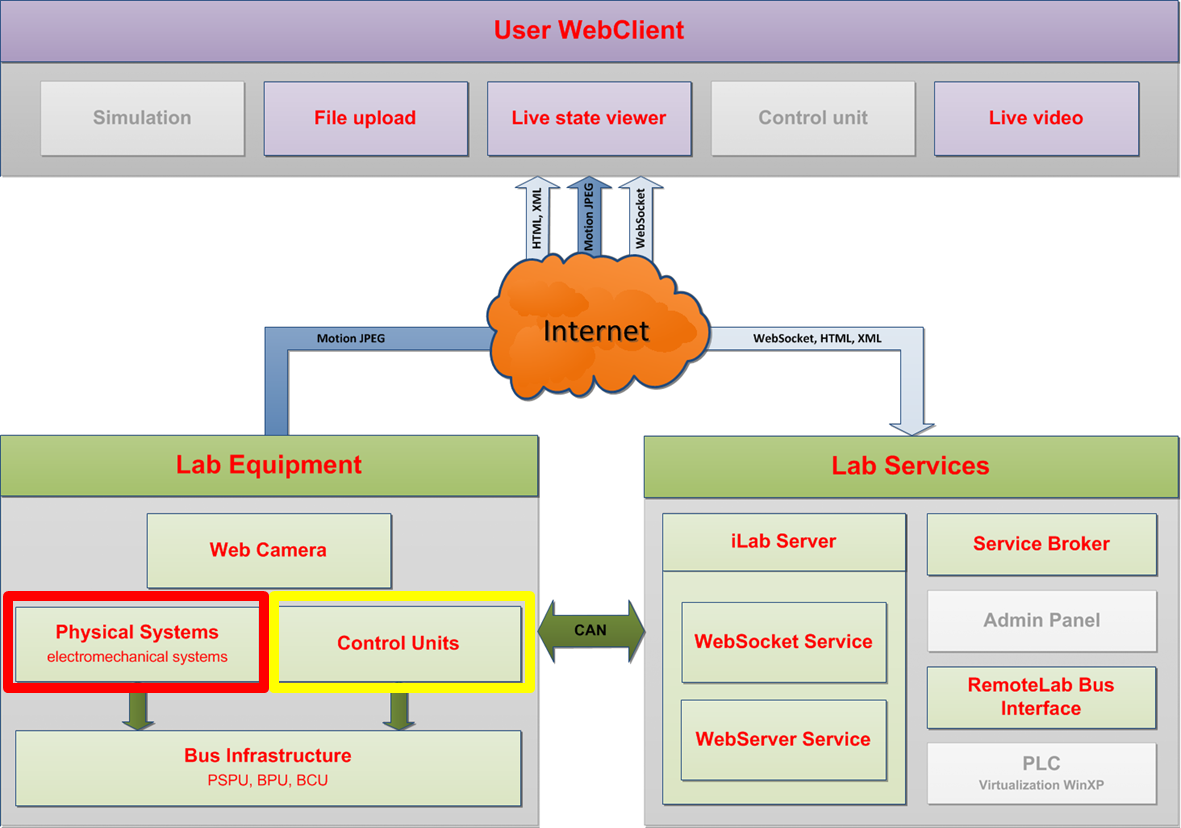 User WebClient
Simulation
File upload
Live state viewer
Control unit
Live video
HTML, XML
Motion JPEG
WebSocket
Internet
Motion JPEG
WebSocket, HTML, XML
Lab Equipment
Web Camera
Physical Systems
electromechanical systems
Control Units
Bus Infrastructure
PSPU, BPU, BCU
CAN
Lab Services
iLab Server
WebSocket Service
WebServer Service
Service Broker
Admin Panel
RemoteLab Bus
Interface
PLC
Virtualization WinXP